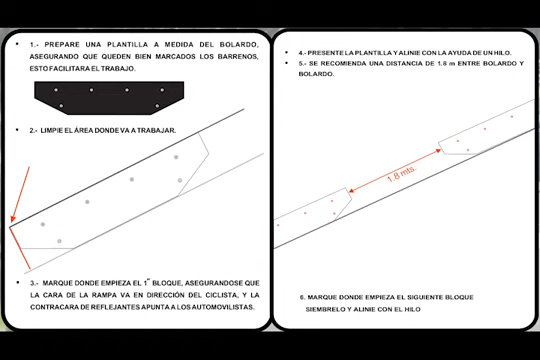 1.- PREPARE UNA PLANTILLA A MEDIDA DEL BOLARDO,
ASEGURANDO QUE QUEDEN BIEN MARCADOS LOS BARRENOS,
ESTO FACILITARA EL TRABAJO.
2.- LIMPIE EL ÁREA DONDE VA A TRABAJAR.
3.- MARQUE DONDE EMPIEZA EL 1er BLOQUE, ASEGURANDOSE QUE
LA CARA DE LA RAMPA VA EN DIRECCIÓN DEL CICLISTA, Y LA
CONTRACARA DE REFLEJANTES APUNTA A LOS AUTOMOVILISTAS.
4.- PRESENTE LA PLANTILLA Y ALINIE CON LA AYUDA DE UN HILO.
5.- SE RECOMIENDA UNA DISTANCIA DE 1.8 m ENTRE BOLARDO Y
BOLARDO.
1.8 mts.
6. MARQUE DONDE EMPIEZA EL SIGUIENTE BLOQUE
SIEMBRELO Y ALINIE CON EL HILO